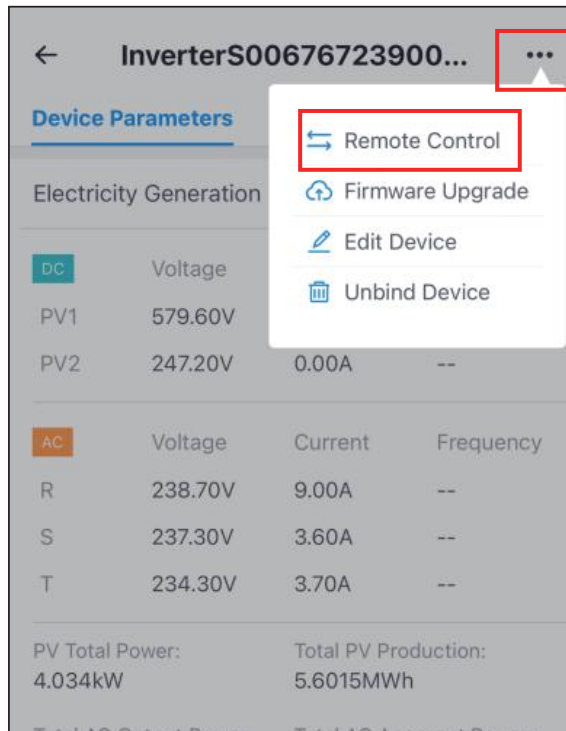 ← InverterS00676723900... •••
Device Parameters
Remote Control
Electricity Generation
Firmware Upgrade
Edit Device
Unbind Device
DC Voltage
PV1 579.60V
PV2 247.20V 0.00A --
AC Voltage Current Frequency
R 238.70V 9.00A --
S 237.30V 3.60A --
T 234.30V 3.70A --
PV Total Power: Total PV Production:
4.034kW 5.6015MWh